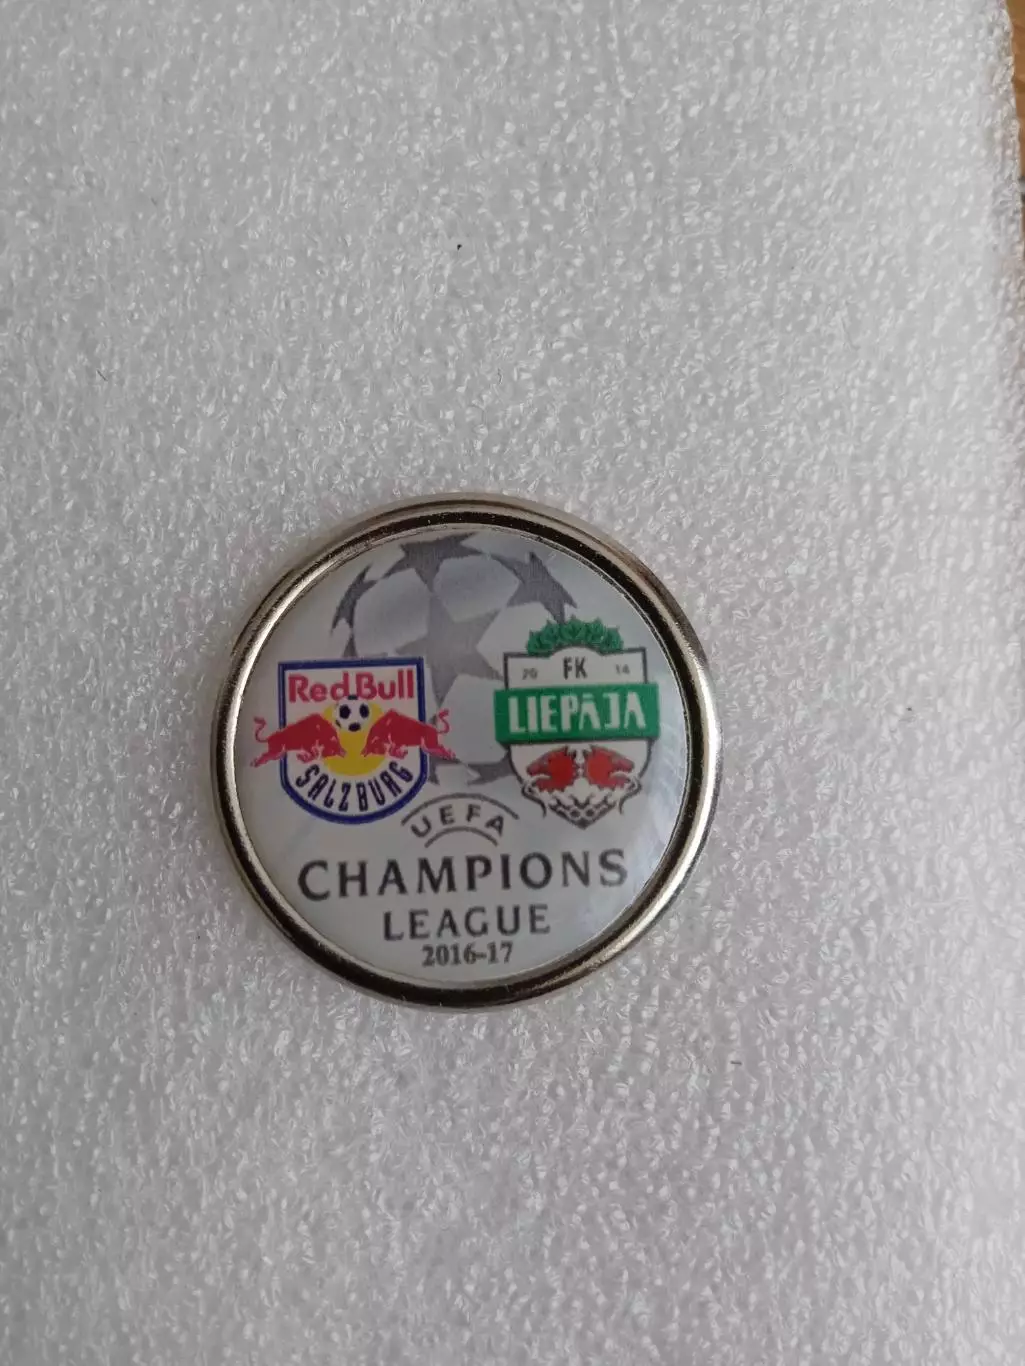 Red Bull
SALZBURG
20 FK 14
LIEPĀJA
UEFA
CHAMPIONS
LEAGUE
2016-17